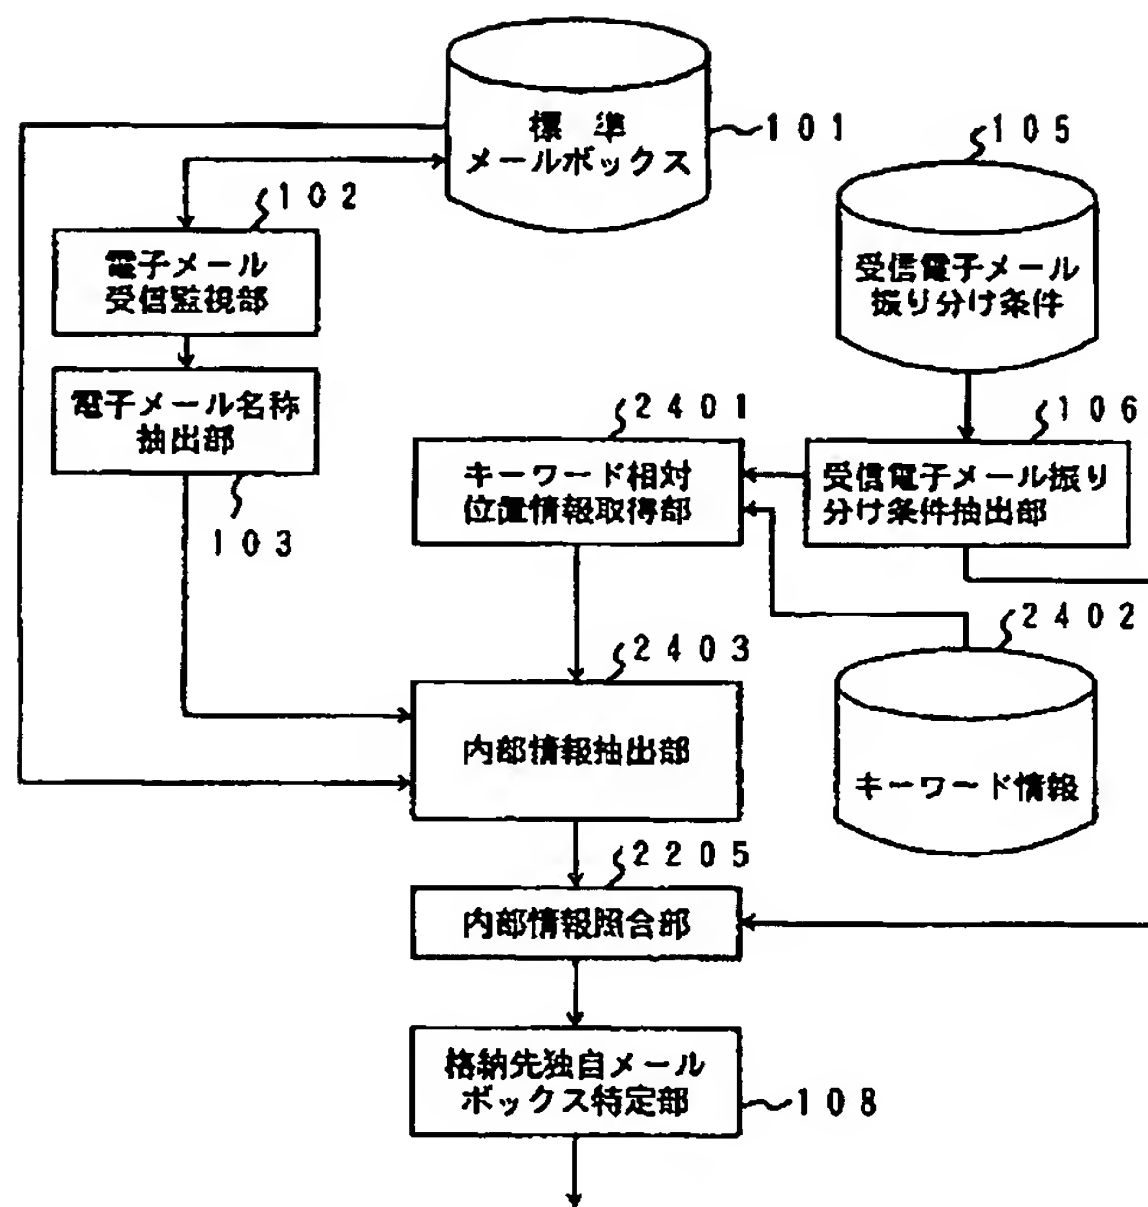 標準
メールボックス
101
105
102
電子メール
受信監視部
受信電子メール
振り分け条件
電子メール名称
抽出部
103
2401
キーワード相対
位置情報取得部
106
受信電子メール振り
分け条件抽出部
2402
キーワード情報
2403
内部情報抽出部
2205
内部情報照合部
格納先独自メール
ボックス特定部
108